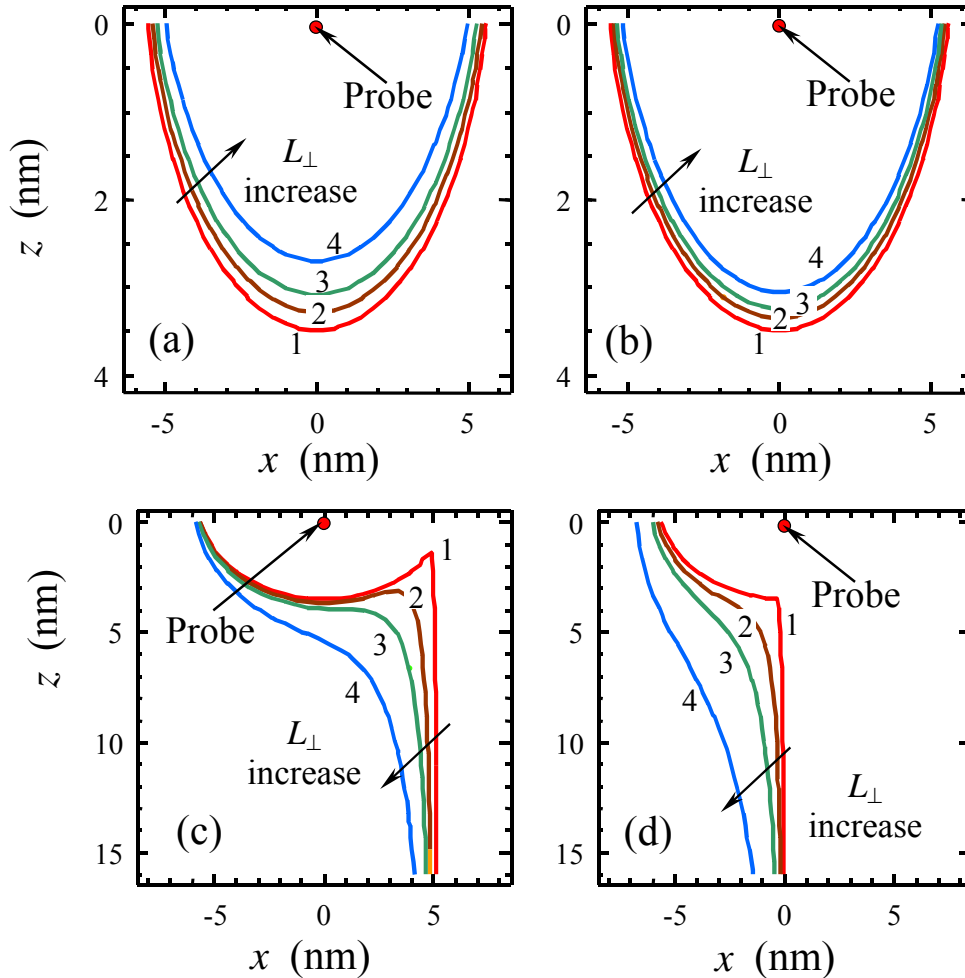 0
2
4
z (nm)
Probe
L⊥
increase
4
3
2
1
(a)
-5 0 5
x (nm)
Probe
L⊥
increase
4
3
2
1
(b)
-5 0 5
x (nm)
0
5
10
15
z (nm)
1
2
Probe
3
4
L⊥
increase
(c)
-5 0 5
x (nm)
0
5
10
15
Probe
1
2
3
4
L⊥
increase
(d)
-5 0 5
x (nm)